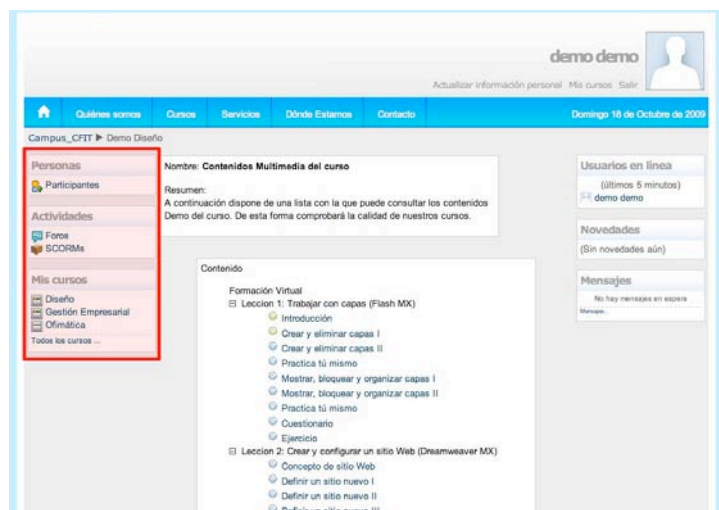 demo demo
Actualizar información personal Mis cursos Salir
Quiénes somos Cursos Servicios Dónde Estamos Contacto Domingo 18 de Octubre de 2009
Campus_CFIT ► Demo Diseño
Personas
Participantes
Actividades
Foros
SCORMs
Mis cursos
Diseño
Gestión Empresarial
Ofimática
Todos los cursos ...
Nombre: Contenidos Multimedia del curso
Resumen:
A continuación dispone de una lista con la que puede consultar los contenidos
Demo del curso. De esta forma comprobará la calidad de nuestros cursos.
Contenido
Formación Virtual
Leccion 1: Trabajar con capas (Flash MX)
Introducción
Crear y eliminar capas I
Crear y eliminar capas II
Practica tú mismo
Mostrar, bloquear y organizar capas I
Mostrar, bloquear y organizar capas II
Practica tú mismo
Cuestionario
Ejercicio
Leccion 2: Crear y configurar un sitio Web (Dreamweaver MX)
Concepto de sitio Web
Definir un sitio nuevo I
Definir un sitio nuevo II
Definir un sitio nuevo III
Usuarios en línea
(últimos 5 minutos)
demo demo
Novedades
(Sin novedades aún)
Mensajes
No hay mensajes en espera
Mensajes...